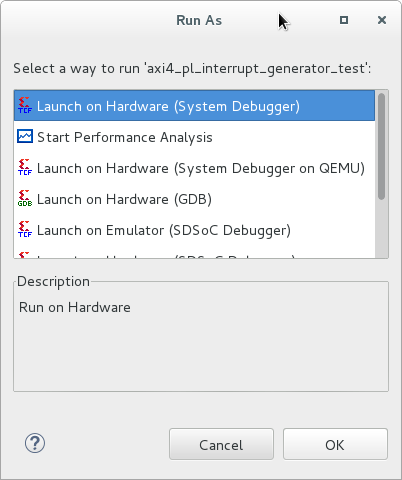 Run As
Select a way to run 'axi4_pl_interrupt_generator_test':
TCF Launch on Hardware (System Debugger)
Start Performance Analysis
TCF Launch on Hardware (System Debugger on QEMU)
GDB Launch on Hardware (GDB)
TCF Launch on Emulator (SDSoC Debugger)
Description
Run on Hardware
?
Cancel
OK